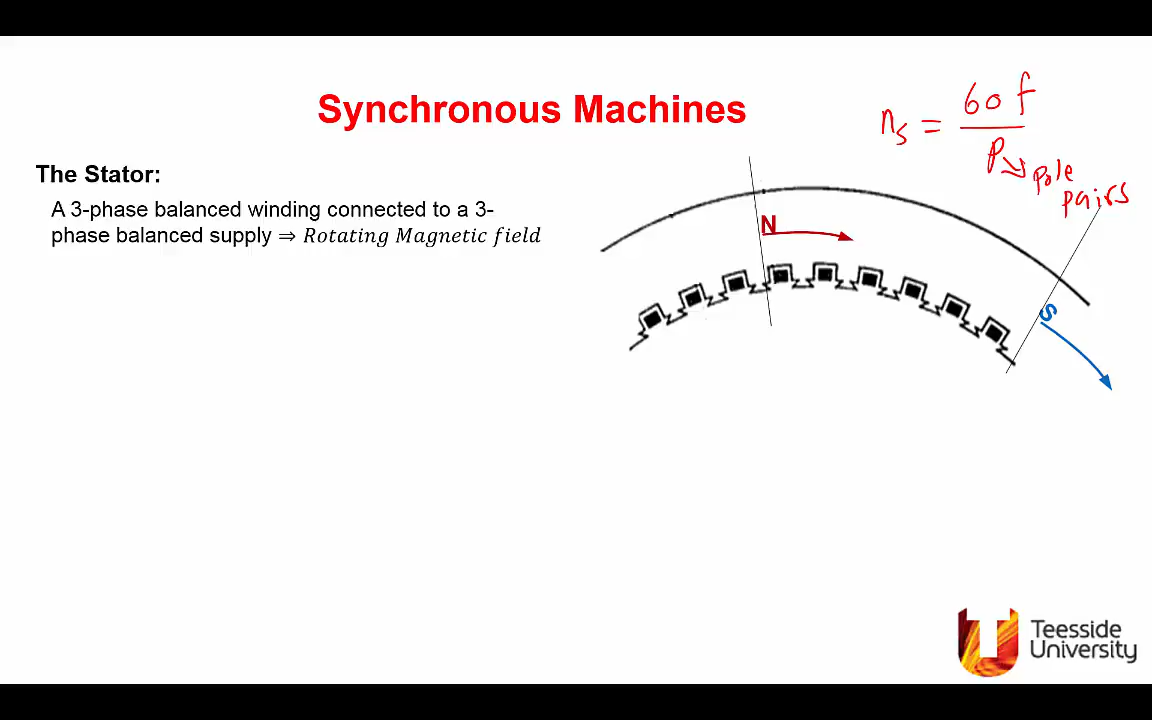 Synchronous Machines
n_s = 60 f / P
pole
pairs
The Stator:
A 3-phase balanced winding connected to a 3-
phase balanced supply ⇒ Rotating Magnetic field
N
S
Teesside
University